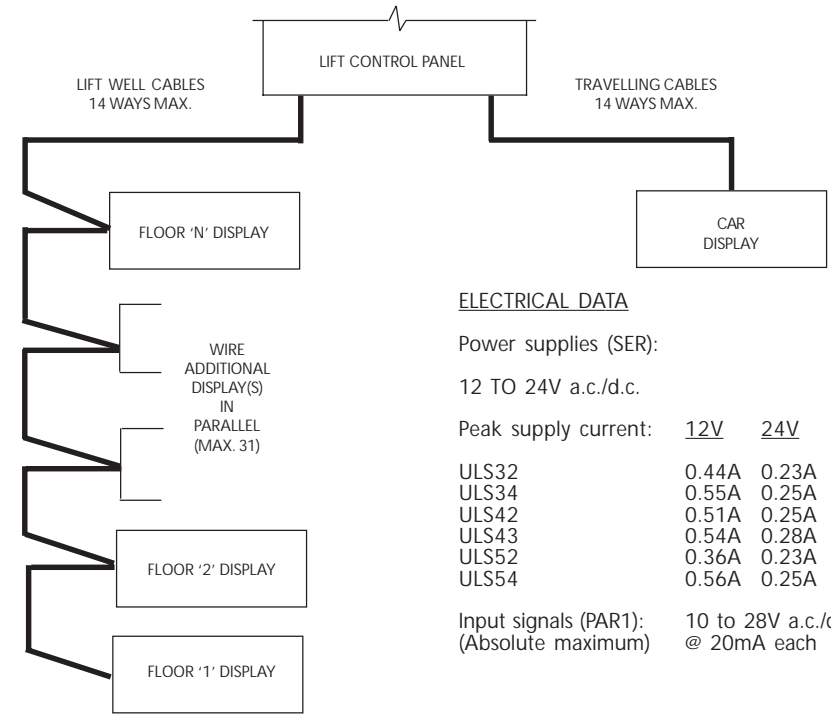 LIFT CONTROL PANEL
LIFT WELL CABLES
14 WAYS MAX.
TRAVELLING CABLES
14 WAYS MAX.
FLOOR 'N' DISPLAY
CAR
DISPLAY
WIRE
ADDITIONAL
DISPLAY(S)
IN
PARALLEL
(MAX. 31)
FLOOR '2' DISPLAY
FLOOR '1' DISPLAY
ELECTRICAL DATA
Power supplies (SER):
12 TO 24V a.c./d.c.
Peak supply current: 12V 24V
ULS32 0.44A 0.23A
ULS34 0.55A 0.25A
ULS42 0.51A 0.25A
ULS43 0.54A 0.28A
ULS52 0.36A 0.23A
ULS54 0.56A 0.25A
Input signals (PAR1): 10 to 28V a.c./
(Absolute maximum) @ 20mA each